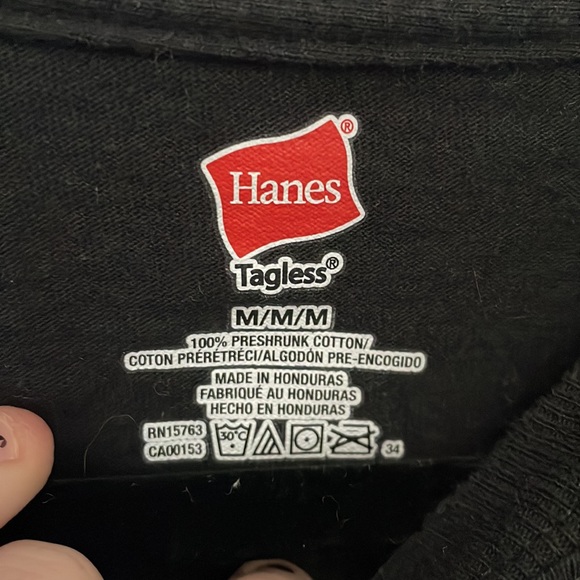 ®
Hanes
Tagless®
M/M/M
100% PRESHRUNK COTTON/
COTON PRÉRÉTRÉCI/ALGODÓN PRE-ENCOGIDO
MADE IN HONDURAS
FABRIQUÉ AU HONDURAS
HECHO EN HONDURAS
RN15763
CA00153
30°C
34